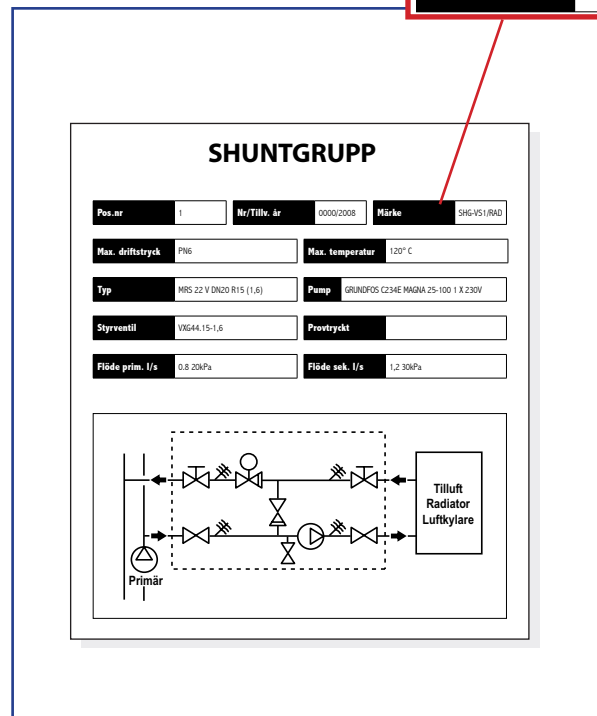 SHUNTGRUPP
Pos.nr 1 Nr/Tillv. år 0000/2008 Märke SHG-VS1/RAD
Max. driftstryck PN6 Max. temperatur 120° C
Typ MRS 22 V DN20 R15 (1,6) Pump GRUNDFOS C234E MAGNA 25-100 1 X 230V
Styrventil VXG44.15-1,6 Provtryckt
Flöde prim. l/s 0.8 20kPa Flöde sek. l/s 1,2 30kPa
Tilluft
Radiator
Luftkylare
Primär